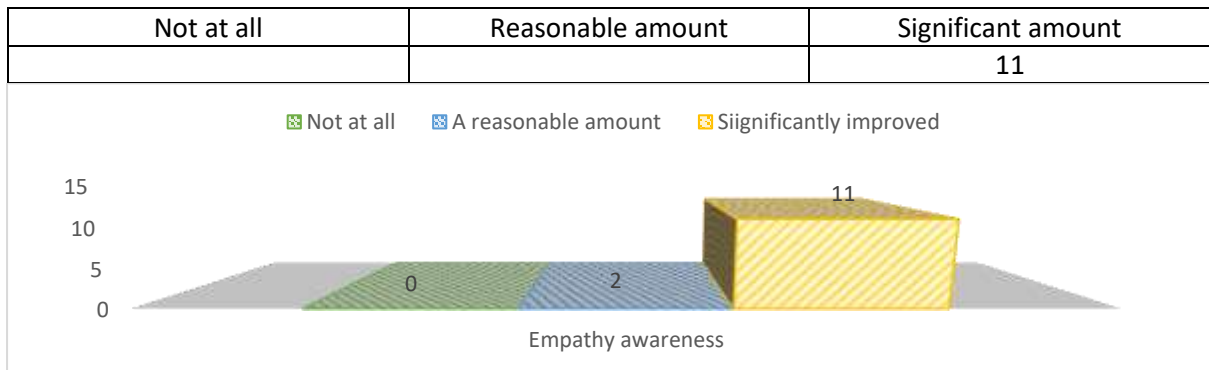 Not at all Reasonable amount Significant amount
11
Not at all A reasonable amount Siignificantly improved
15
10
5
0
0 2 11
Empathy awareness